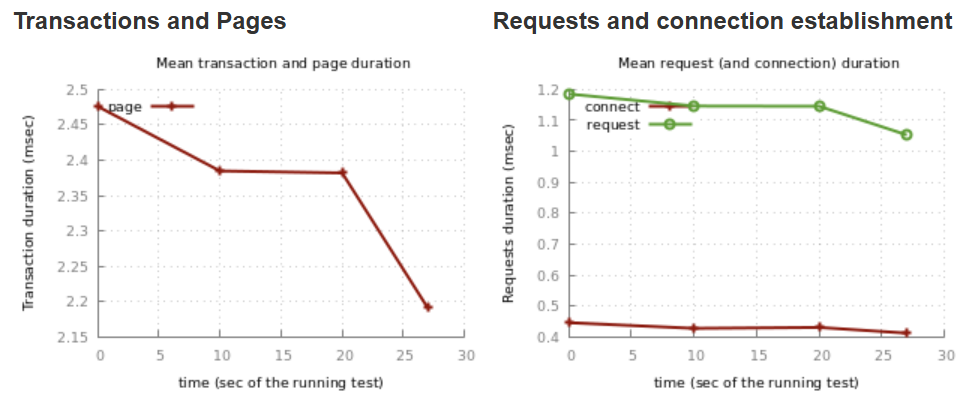 Transactions and Pages
Mean transaction and page duration
page
Transaction duration (msec)
2.5
2.45
2.4
2.35
2.3
2.25
2.2
2.15
0 5 10 15 20 25 30
time (sec of the running test)
Requests and connection establishment
Mean request (and connection) duration
connect
request
Requests duration (msec)
1.2
1.1
1
0.9
0.8
0.7
0.6
0.5
0.4
0 5 10 15 20 25 30
time (sec of the running test)